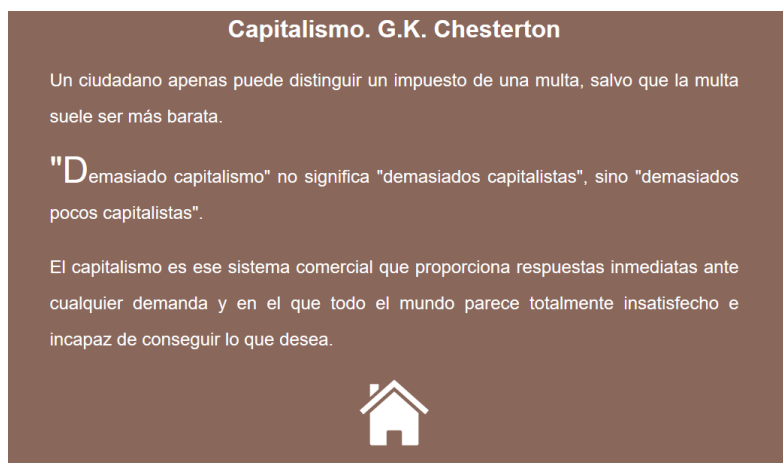 Capitalismo. G.K. Chesterton
Un ciudadano apenas puede distinguir un impuesto de una multa, salvo que la multa
suele ser más barata.
"Demasiado capitalismo" no significa "demasiados capitalistas", sino "demasiados
pocos capitalistas".
El capitalismo es ese sistema comercial que proporciona respuestas inmediatas ante
cualquier demanda y en el que todo el mundo parece totalmente insatisfecho e
incapaz de conseguir lo que desea.